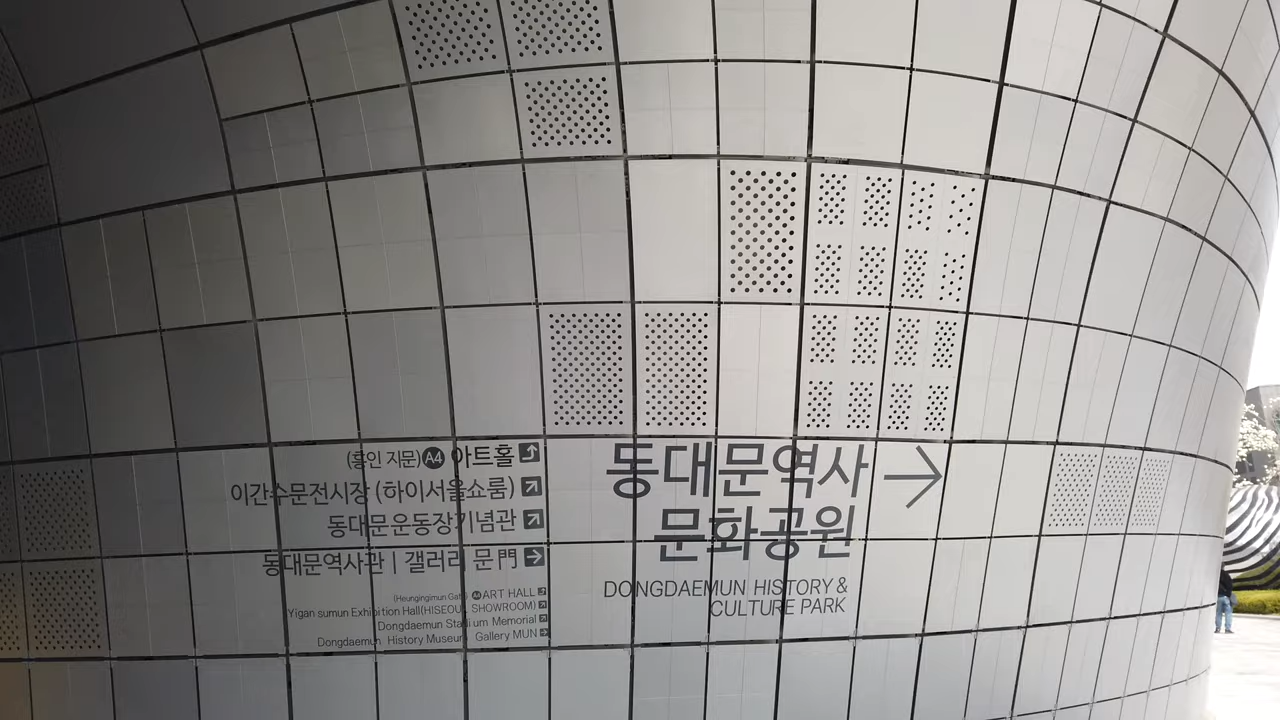 (흥인 지문) A4 아트홀
이간수문전시장 (하이서울쇼룸)
동대문운동장기념관
동대문역사관 | 갤러리 문 門
(Heunginjimun Gate) A4 ART HALL
Yigan sumun Exhibition Hall(HISEOUL SHOWROOM)
Dongdaemun Stadium Memorial
Dongdaemun History Museum | Gallery MUN
동대문역사 →
문화공원
DONGDAEMUN HISTORY &
CULTURE PARK